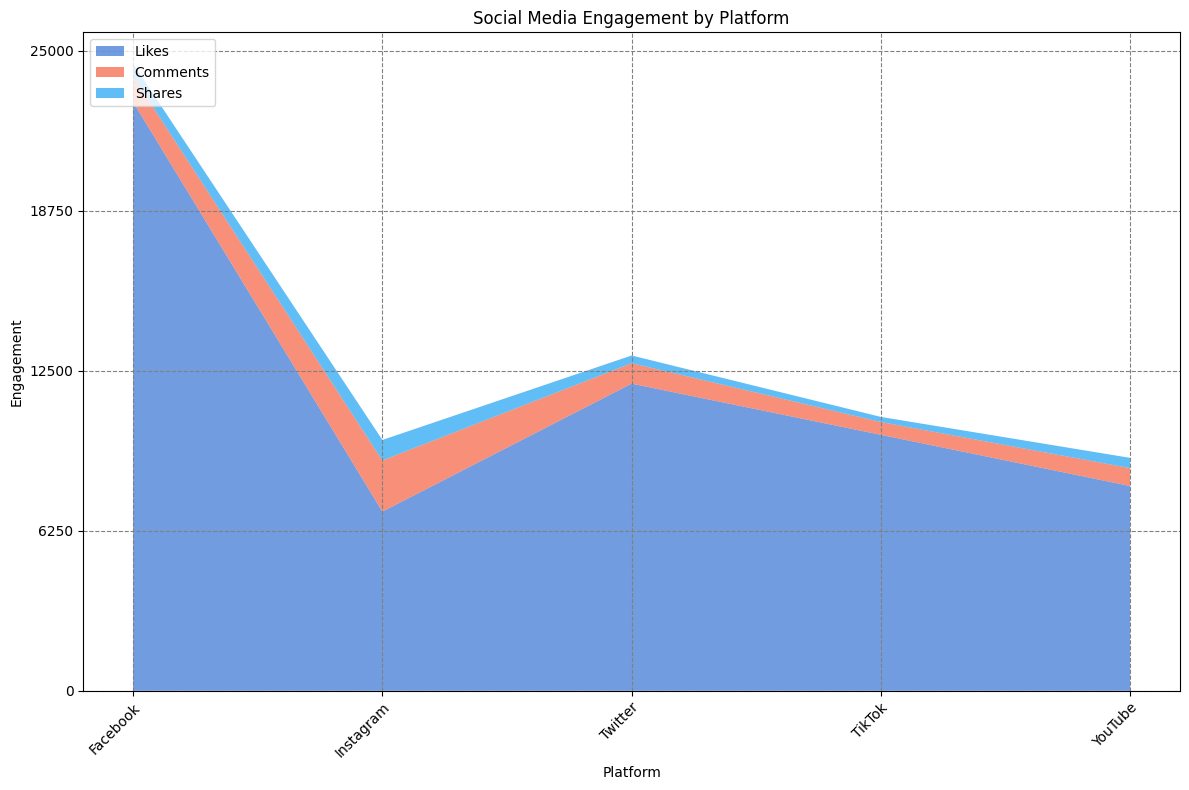 Social Media Engagement by Platform
Likes
Comments
Shares
25000
18750
12500
6250
0
Engagement
Facebook
Instagram
Twitter
TikTok
YouTube
Platform